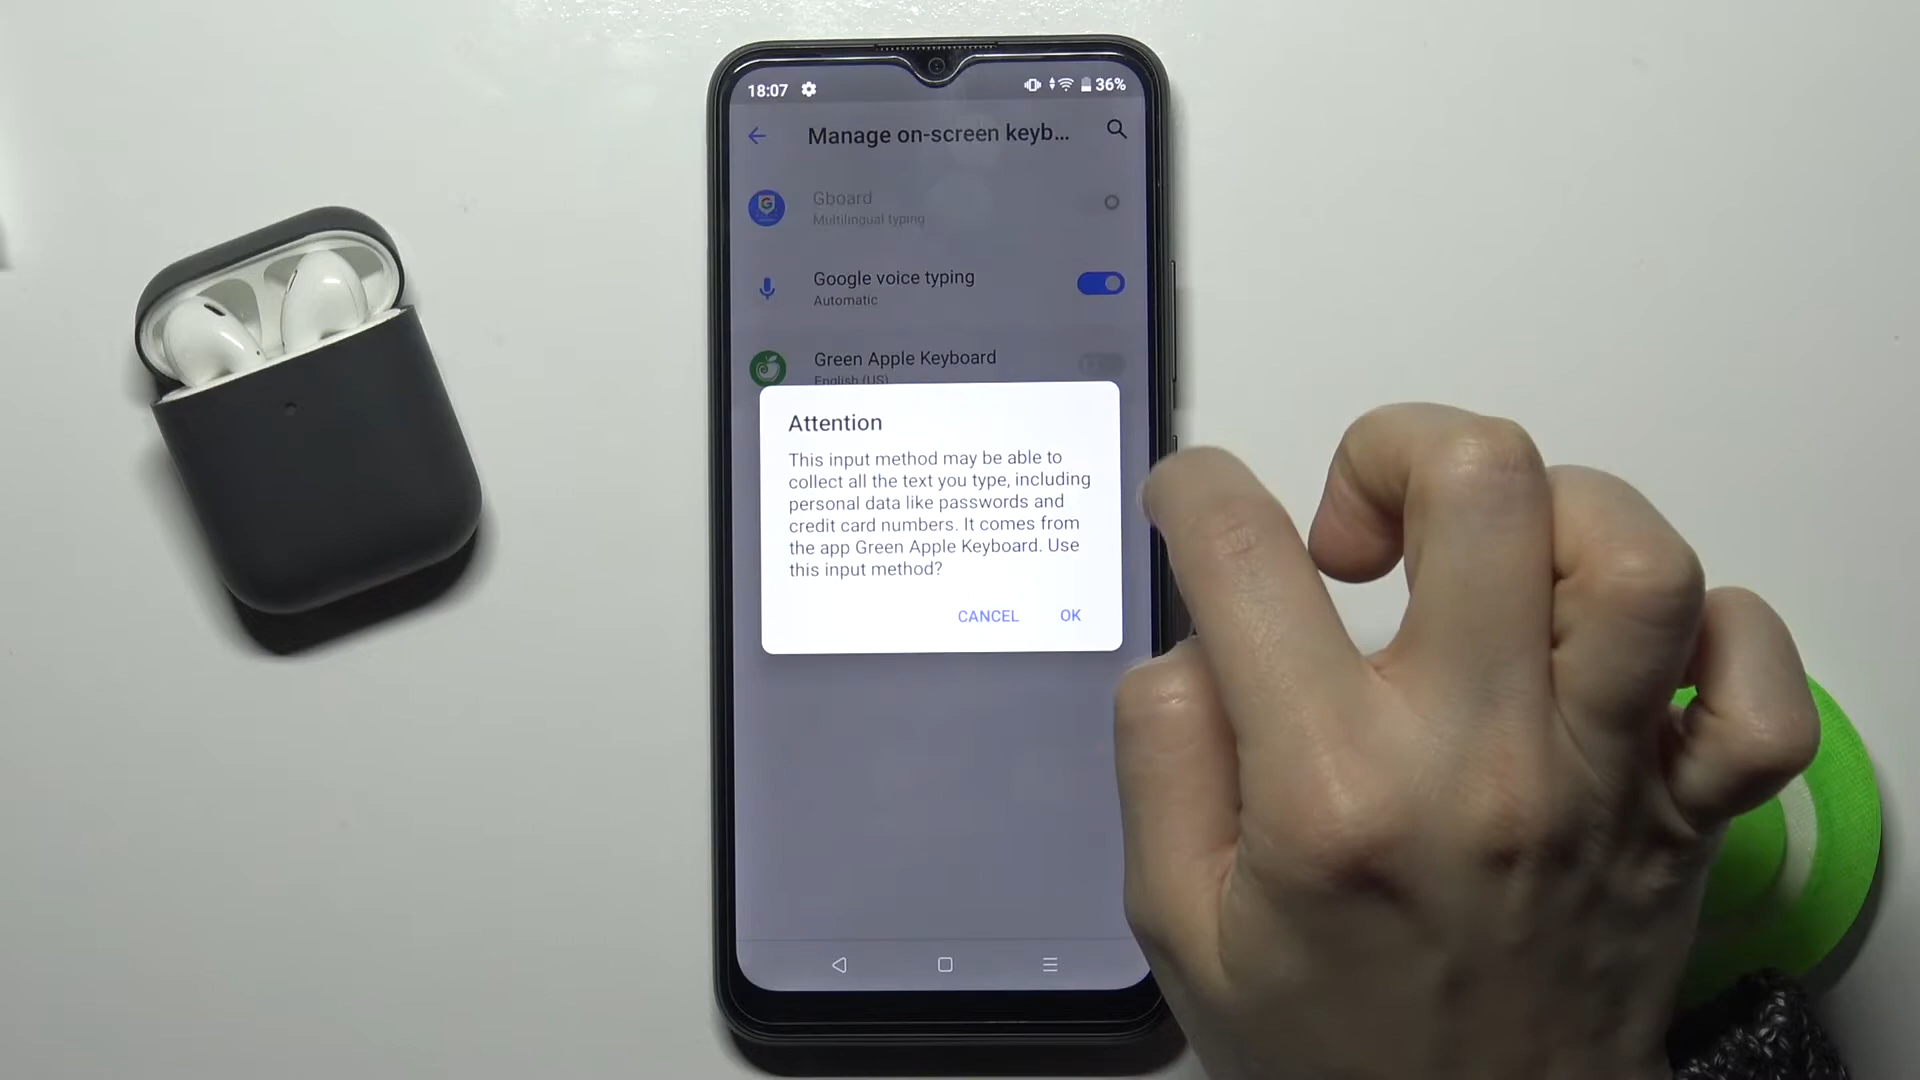 18:07
36%
Manage on-screen keyb...
Gboard
Multilingual typing
Google voice typing
Automatic
Green Apple Keyboard
English (US)
Attention
This input method may be able to
collect all the text you type, including
personal data like passwords and
credit card numbers. It comes from
the app Green Apple Keyboard. Use
this input method?
CANCEL OK